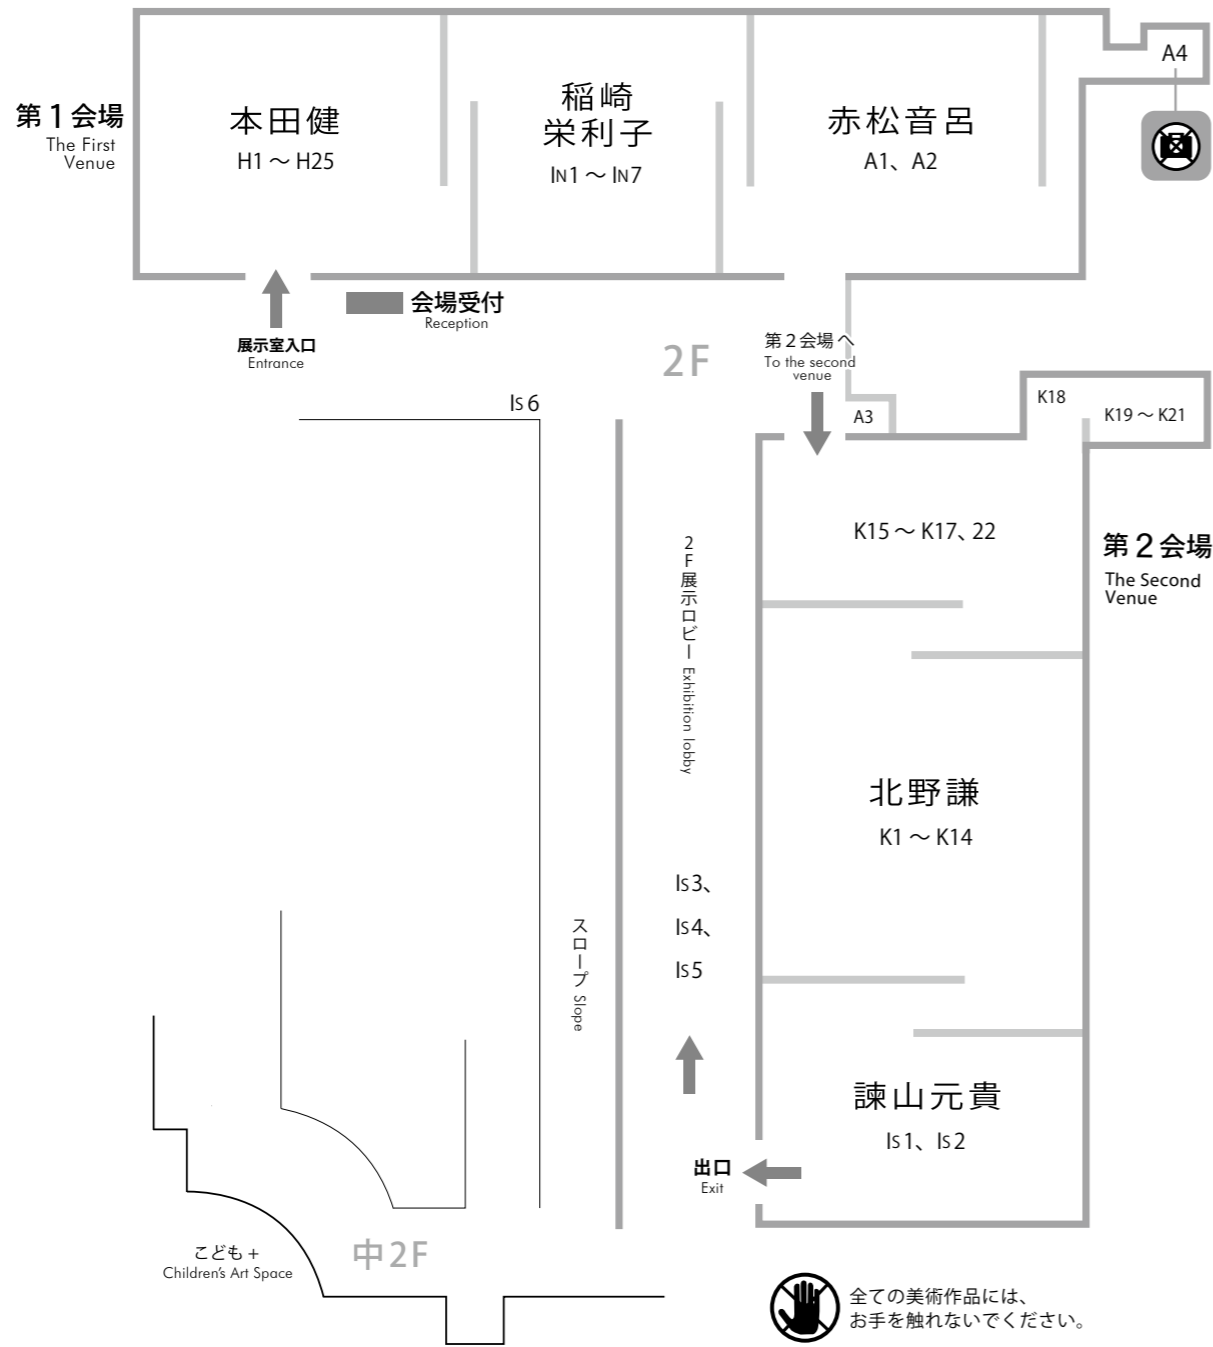 第1会場
The First
Venue
本田健
H1 ～ H25
稲崎
栄利子
IN1 ～ IN7
赤松音呂
A1、A2
A4
会場受付
Reception
展示室入口
Entrance
2F
第2会場へ
To the second
venue
A3
K18
K19 ～ K21
IS6
K15 ～ K17、22
第2会場
The Second
Venue
2F展示ロビー Exhibition lobby
北野謙
K1 ～ K14
IS3、
IS4、
IS5
スロープ Slope
諫山元貴
IS1、IS2
出口
Exit
こども+
Children's Art Space
中2F
全ての美術作品には、
お手を触れないでください。